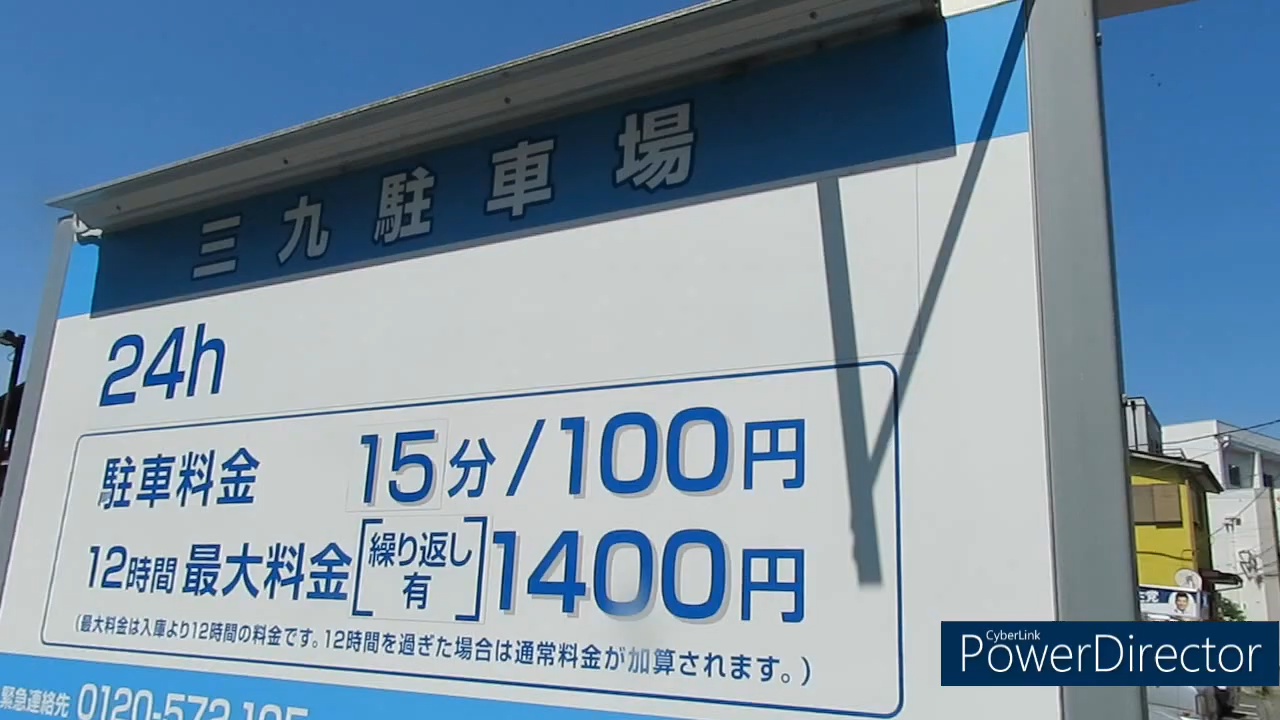 三九駐車場
24h
駐車料金 15分/100円
12時間 最大料金 [繰り返し有] 1400円
(最大料金は入庫より12時間の料金です。12時間を過ぎた場合は通常料金が加算されます。)
緊急連絡先
CyberLink
PowerDirector